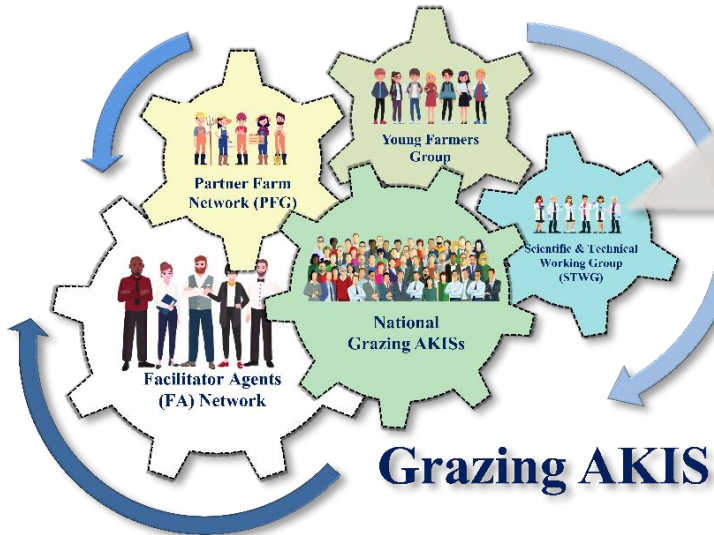 Young Farmers
Group
Partner Farm
Network (PFG)
Scientific & Technical
Working Group
(STWG)
National
Grazing AKISs
Facilitator Agents
(FA) Network
Grazing AKIS